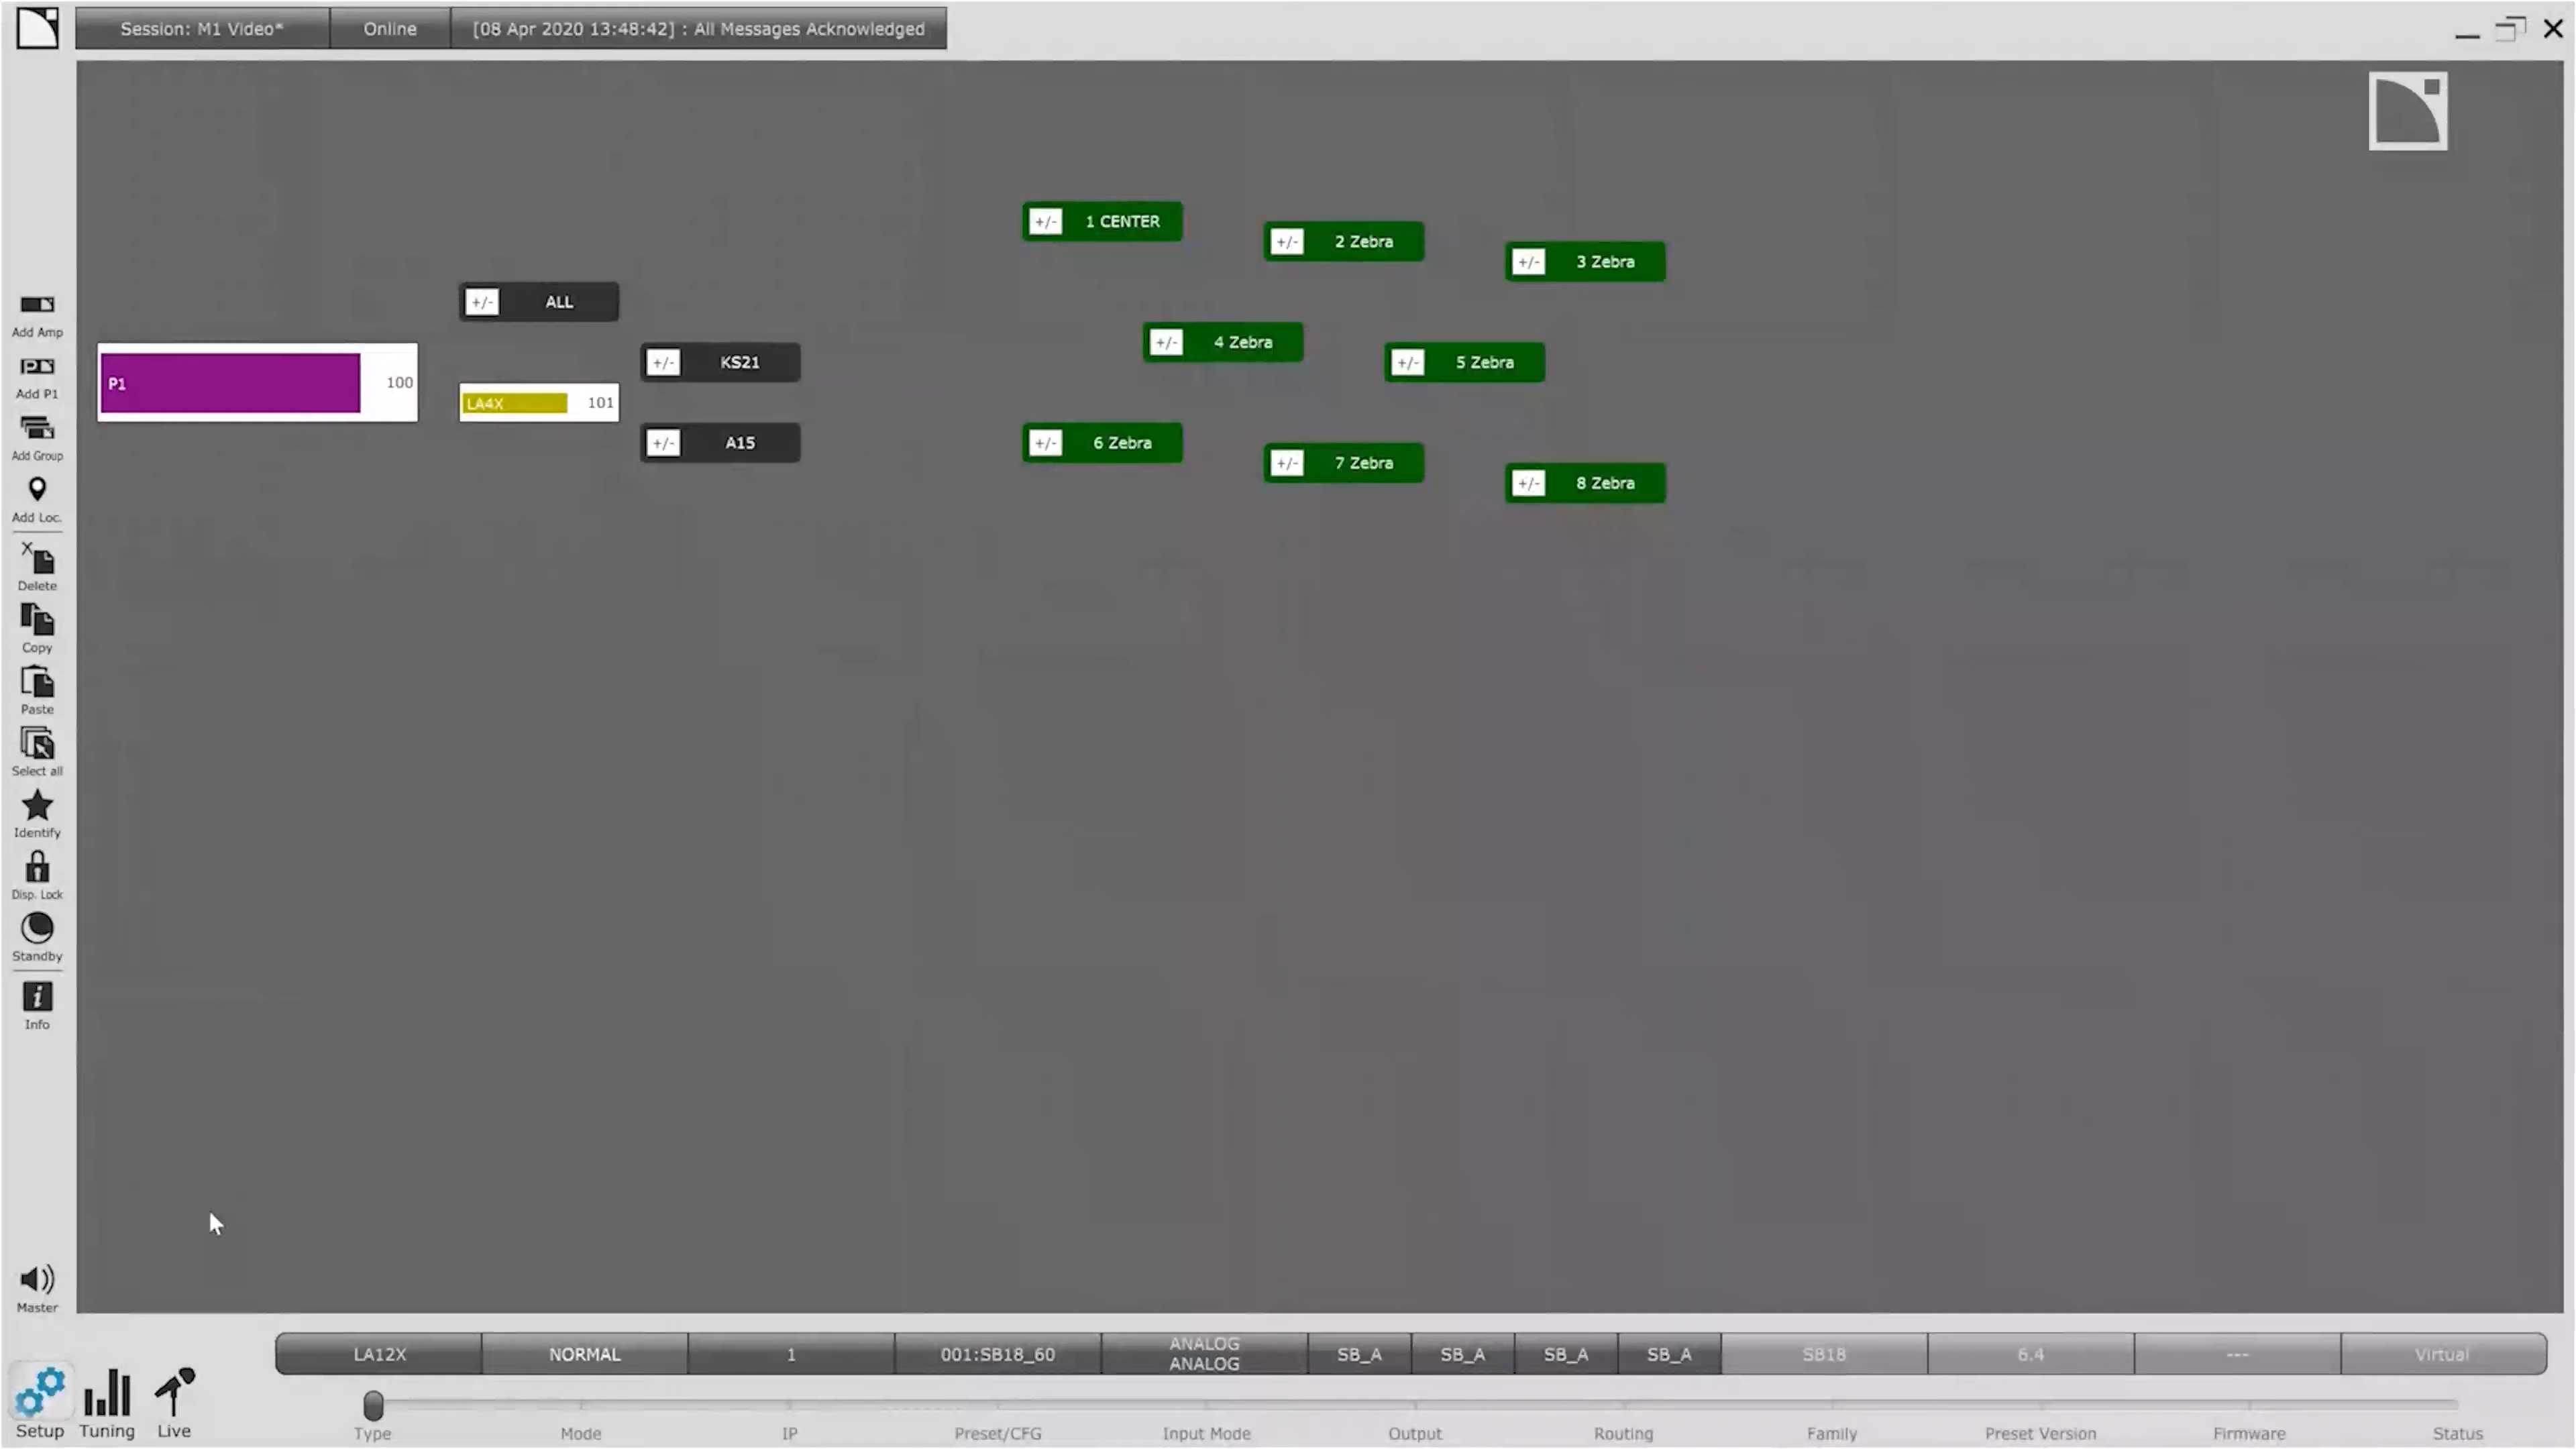 Session: M1 Video*
Online
[08 Apr 2020 13:48:42] : All Messages Acknowledged
+/- 1 CENTER
+/- 2 Zebra
+/- 3 Zebra
+/- ALL
+/- 4 Zebra
+/- KS21
+/- 5 Zebra
P1 100
LA4X 101
+/- A15
+/- 6 Zebra
+/- 7 Zebra
+/- 8 Zebra
Add Amp
P
Add P1
Add Group
Add Loc.
X
Delete
Copy
Paste
Select all
Identify
Disp. Lock
Standby
i
Info
Master
LA12X
NORMAL
1
001:SB18_60
ANALOG
ANALOG
SB_A
SB_A
SB_A
SB_A
SB18
6.4
---
Virtual
Setup
Tuning
Live
Type
Mode
IP
Preset/CFG
Input Mode
Output
Routing
Family
Preset Version
Firmware
Status